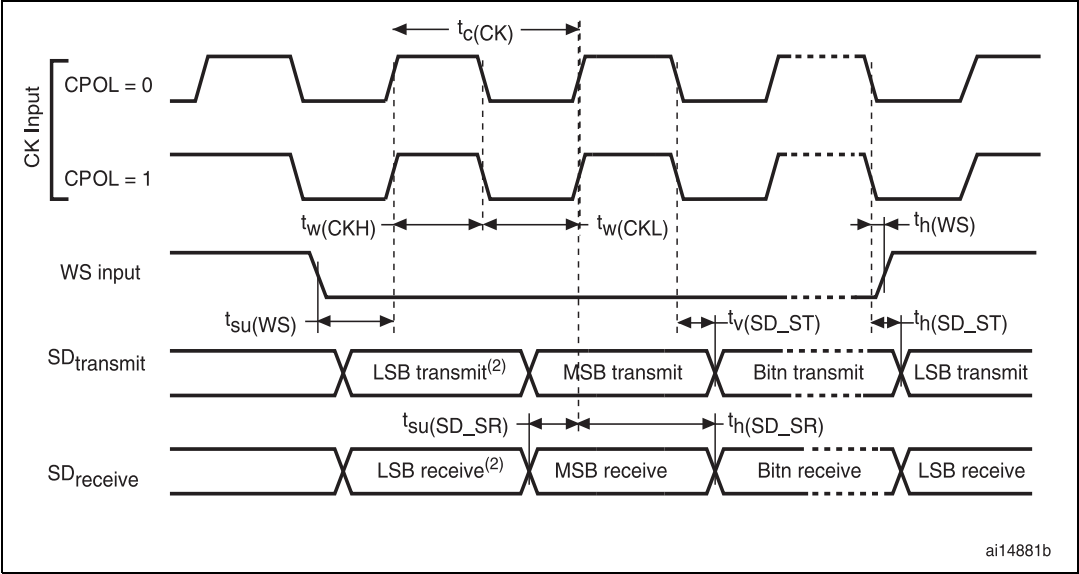 tc(CK)
CK Input
CPOL = 0
CPOL = 1
tw(CKH)
tw(CKL)
th(WS)
WS input
tsu(WS)
tv(SD_ST)
th(SD_ST)
SDtransmit
LSB transmit(2)
MSB transmit
Bitn transmit
LSB transmit
tsu(SD_SR)
th(SD_SR)
SDreceive
LSB receive(2)
MSB receive
Bitn receive
LSB receive
ai14881b